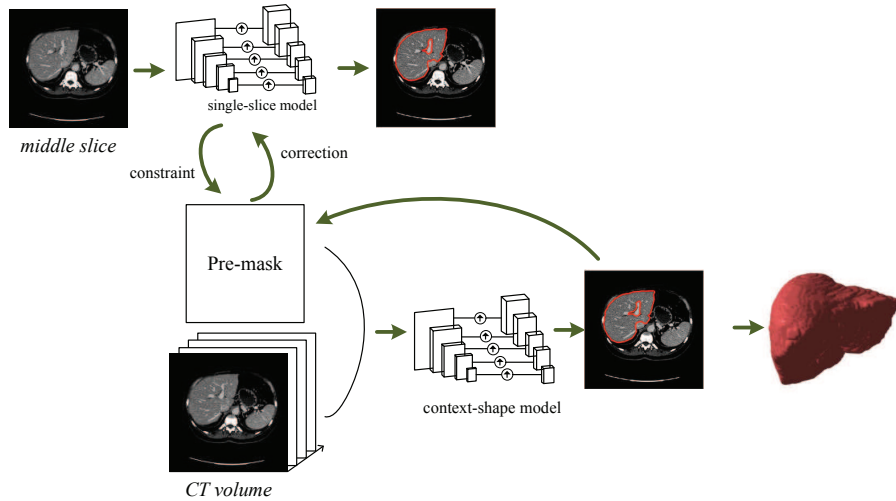 single-slice model
middle slice
correction
constraint
Pre-mask
context-shape model
CT volume